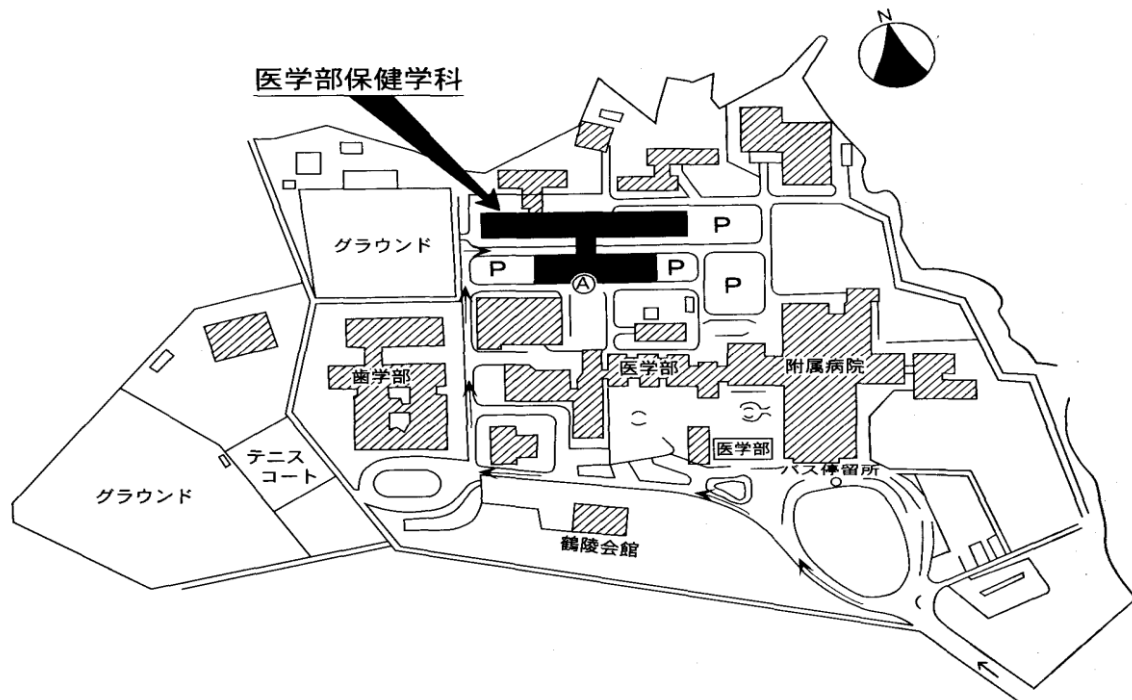 N
医学部保健学科
グラウンド
P
P
A
P
P
歯学部
医学部
附属病院
テニス
コート
グラウンド
医学部
バス停留所
鶴陵会館